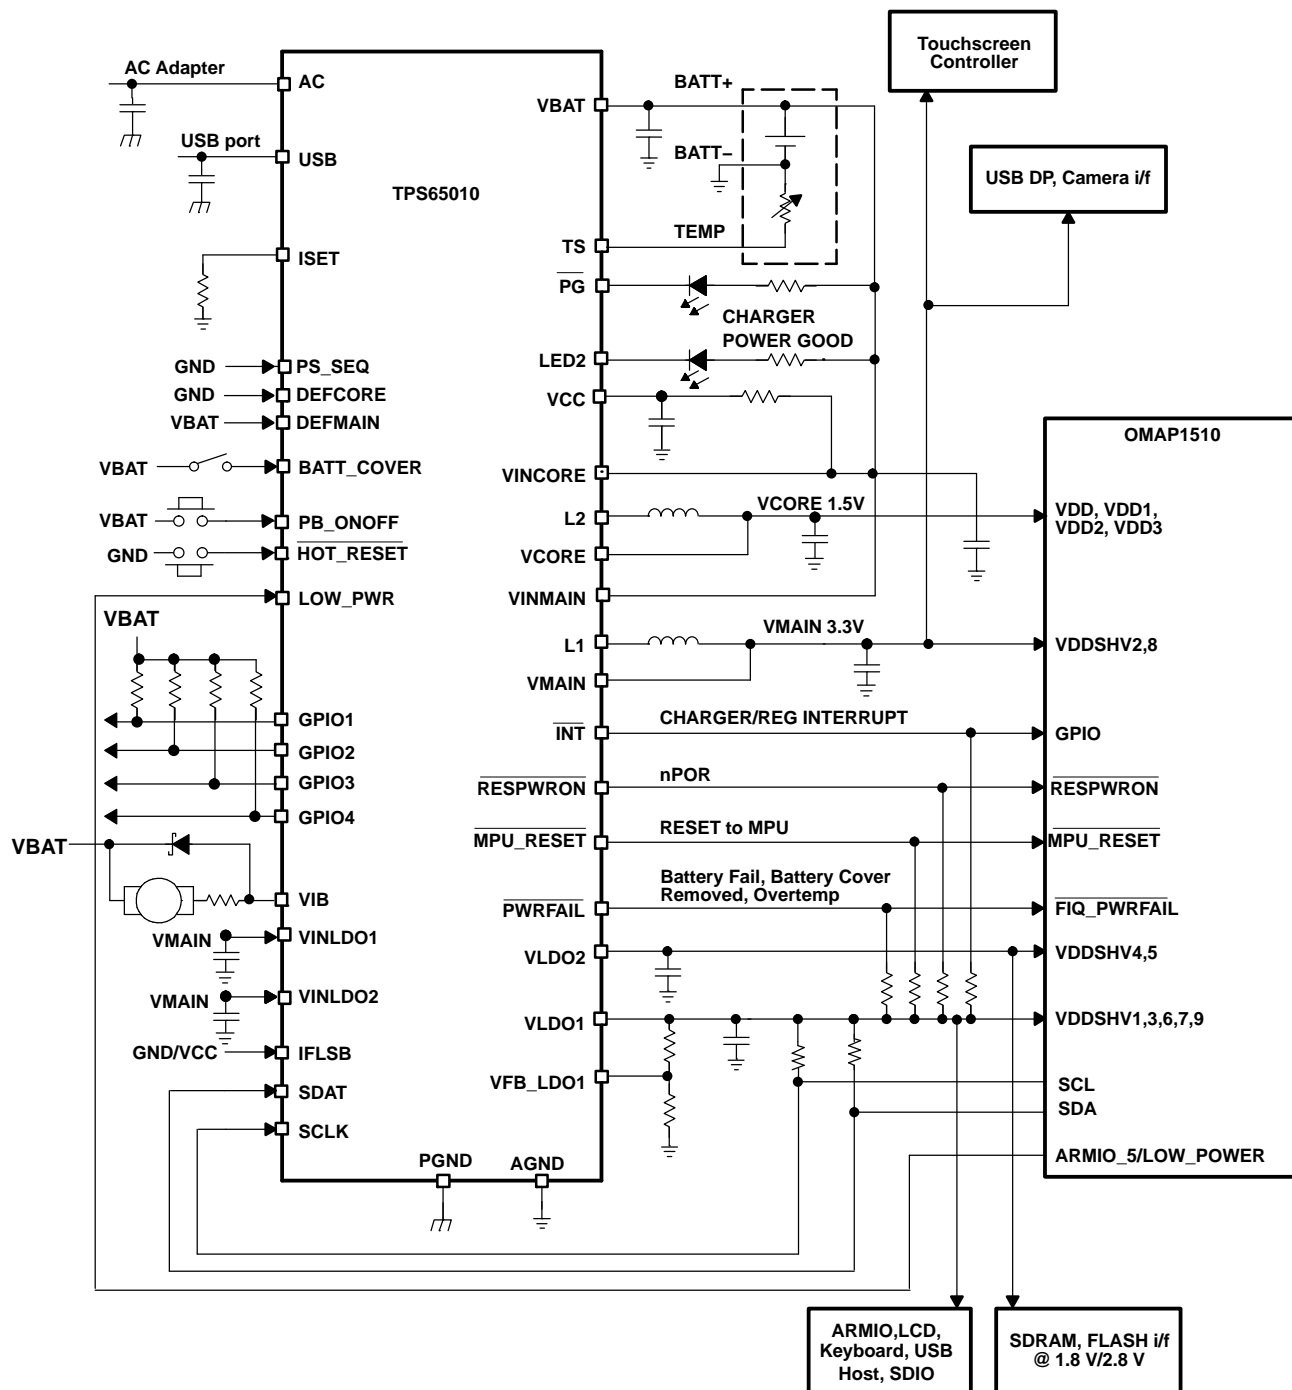 Touchscreen
Controller
USB DP, Camera i/f
AC Adapter
USB port
TPS65010
AC
USB
ISET
GND
PS_SEQ
GND
DEFCORE
VBAT
DEFMAIN
VBAT
BATT_COVER
VBAT
PB_ONOFF
GND
HOT_RESET
LOW_PWR
VBAT
GPIO1
GPIO2
GPIO3
GPIO4
VBAT
VIB
VMAIN
VINLDO1
VMAIN
VINLDO2
GND/VCC
IFLSB
SDAT
SCLK
PGND
AGND
VBAT
BATT+
BATT–
TS
TEMP
PG
CHARGER
POWER GOOD
LED2
VCC
VINCORE
L2
VCORE 1.5V
VCORE
VINMAIN
L1
VMAIN 3.3V
VMAIN
INT
CHARGER/REG INTERRUPT
RESPWRON
nPOR
MPU_RESET
RESET to MPU
Battery Fail, Battery Cover
Removed, Overtemp
PWRFAIL
VLDO2
VLDO1
VFB_LDO1
OMAP1510
VDD, VDD1,
VDD2, VDD3
VDDSHV2,8
GPIO
RESPWRON
MPU_RESET
FIQ_PWRFAIL
VDDSHV4,5
VDDSHV1,3,6,7,9
SCL
SDA
ARMIO_5/LOW_POWER
ARMIO,LCD,
Keyboard, USB
Host, SDIO
SDRAM, FLASH i/f
@ 1.8 V/2.8 V